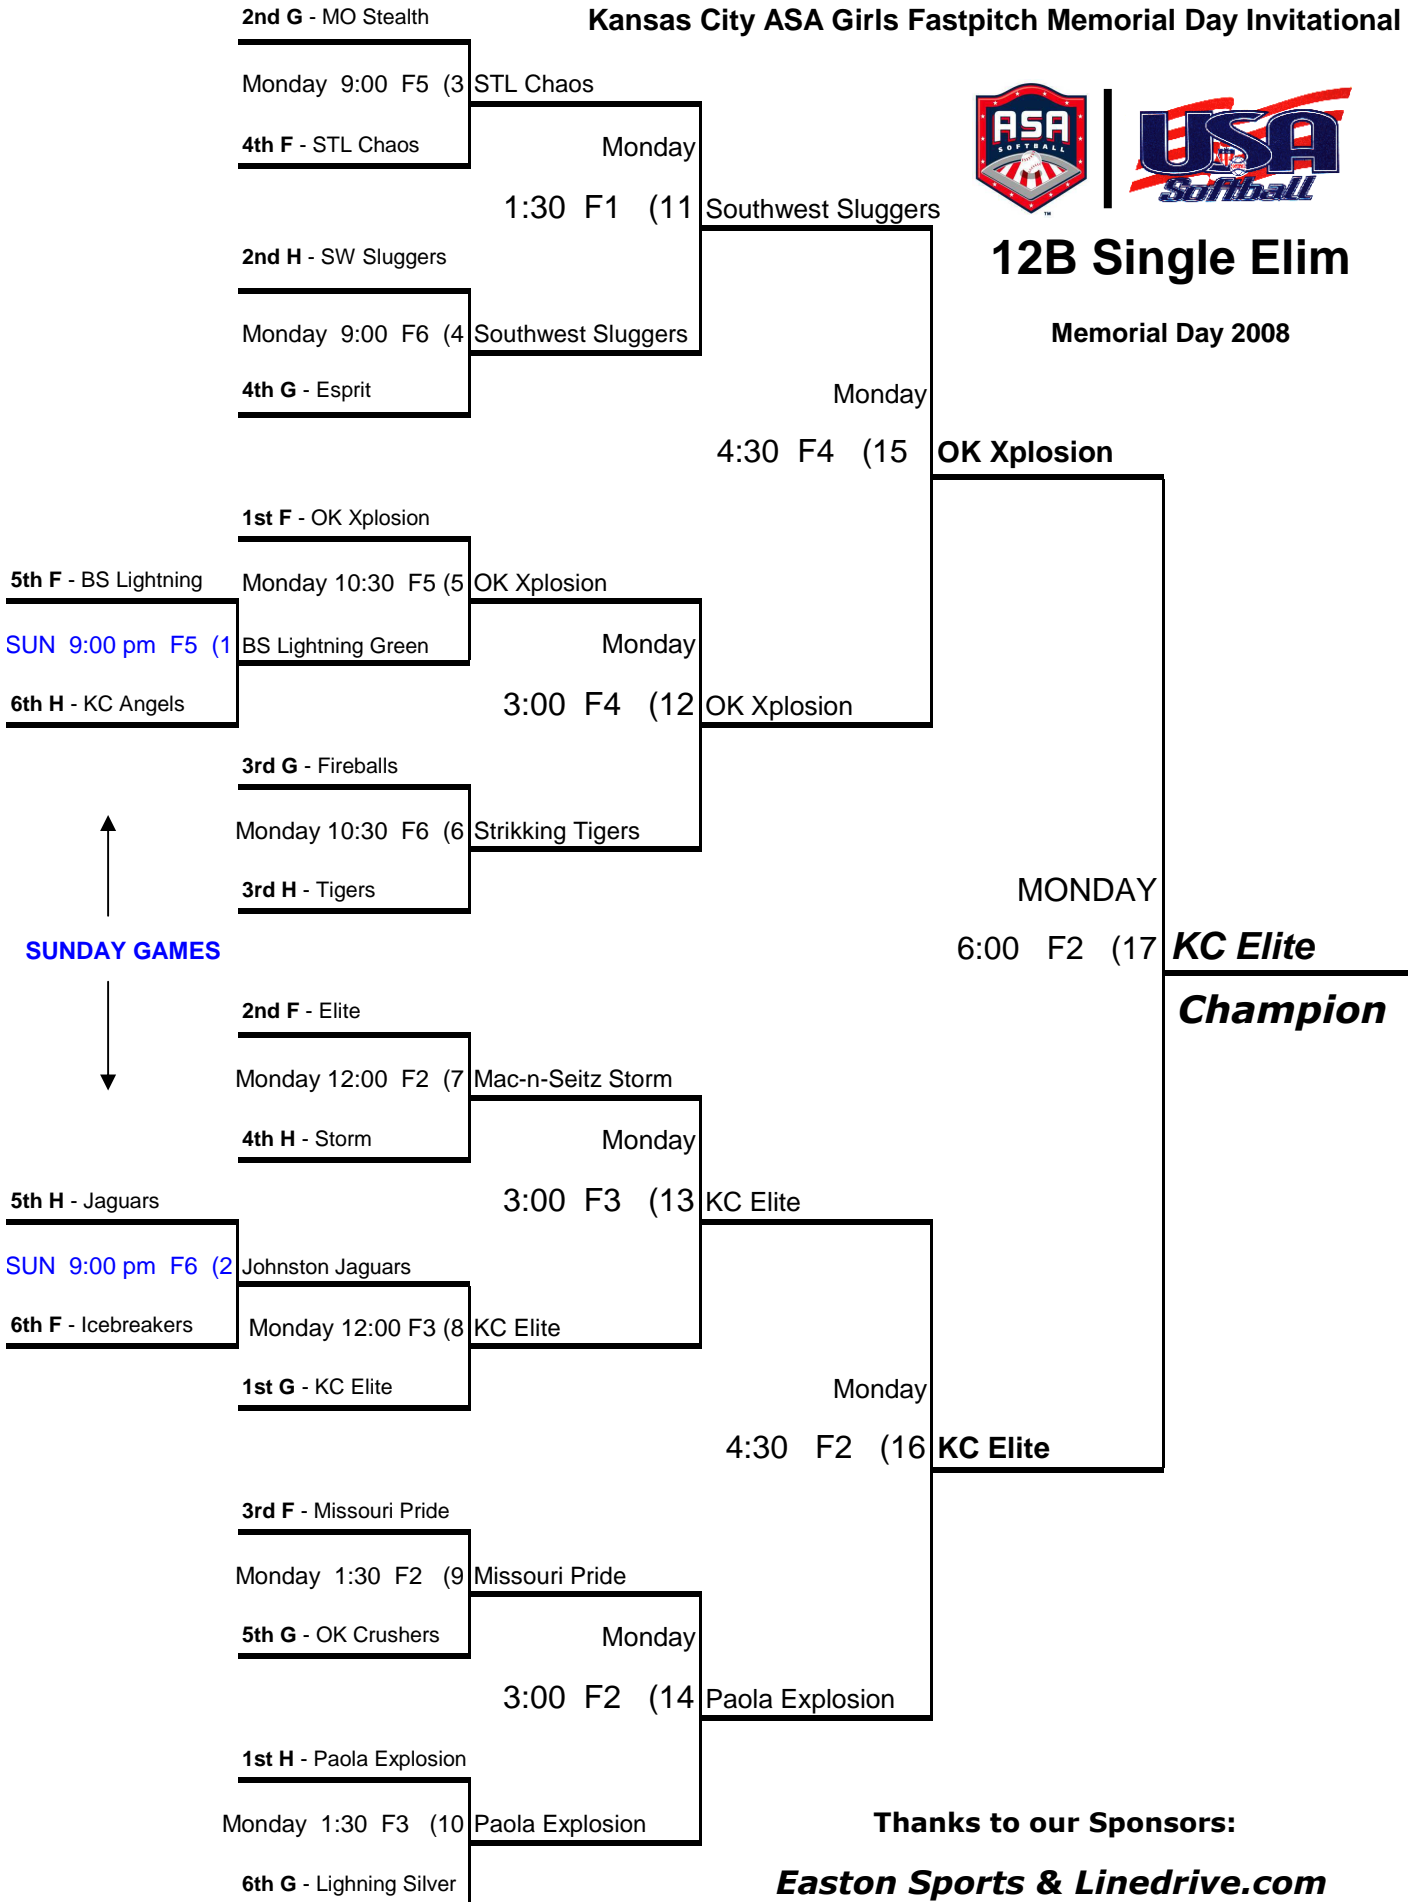 2nd G - MO Stealth
Kansas City ASA Girls Fastpitch Memorial Day Invitational
Monday 9:00 F5 (3 STL Chaos
4th F - STL Chaos
Monday
ASA
SOFTBALL
TM
USA
Softball
1:30 F1 (11 Southwest Sluggers
2nd H - SW Sluggers
12B Single Elim
Monday 9:00 F6 (4 Southwest Sluggers
Memorial Day 2008
4th G - Esprit
Monday
4:30 F4 (15 OK Xplosion
1st F - OK Xplosion
5th F - BS Lightning
Monday 10:30 F5 (5 OK Xplosion
SUN 9:00 pm F5 (1 BS Lightning Green
Monday
6th H - KC Angels
3:00 F4 (12 OK Xplosion
3rd G - Fireballs
Monday 10:30 F6 (6 Strikking Tigers
3rd H - Tigers
MONDAY
SUNDAY GAMES
6:00 F2 (17 KC Elite
Champion
2nd F - Elite
Monday 12:00 F2 (7 Mac-n-Seitz Storm
4th H - Storm
Monday
5th H - Jaguars
3:00 F3 (13 KC Elite
SUN 9:00 pm F6 (2 Johnston Jaguars
6th F - Icebreakers
Monday 12:00 F3 (8 KC Elite
1st G - KC Elite
Monday
4:30 F2 (16 KC Elite
3rd F - Missouri Pride
Monday 1:30 F2 (9 Missouri Pride
5th G - OK Crushers
Monday
3:00 F2 (14 Paola Explosion
1st H - Paola Explosion
Monday 1:30 F3 (10 Paola Explosion
Thanks to our Sponsors:
6th G - Lighning Silver
Easton Sports & Linedrive.com